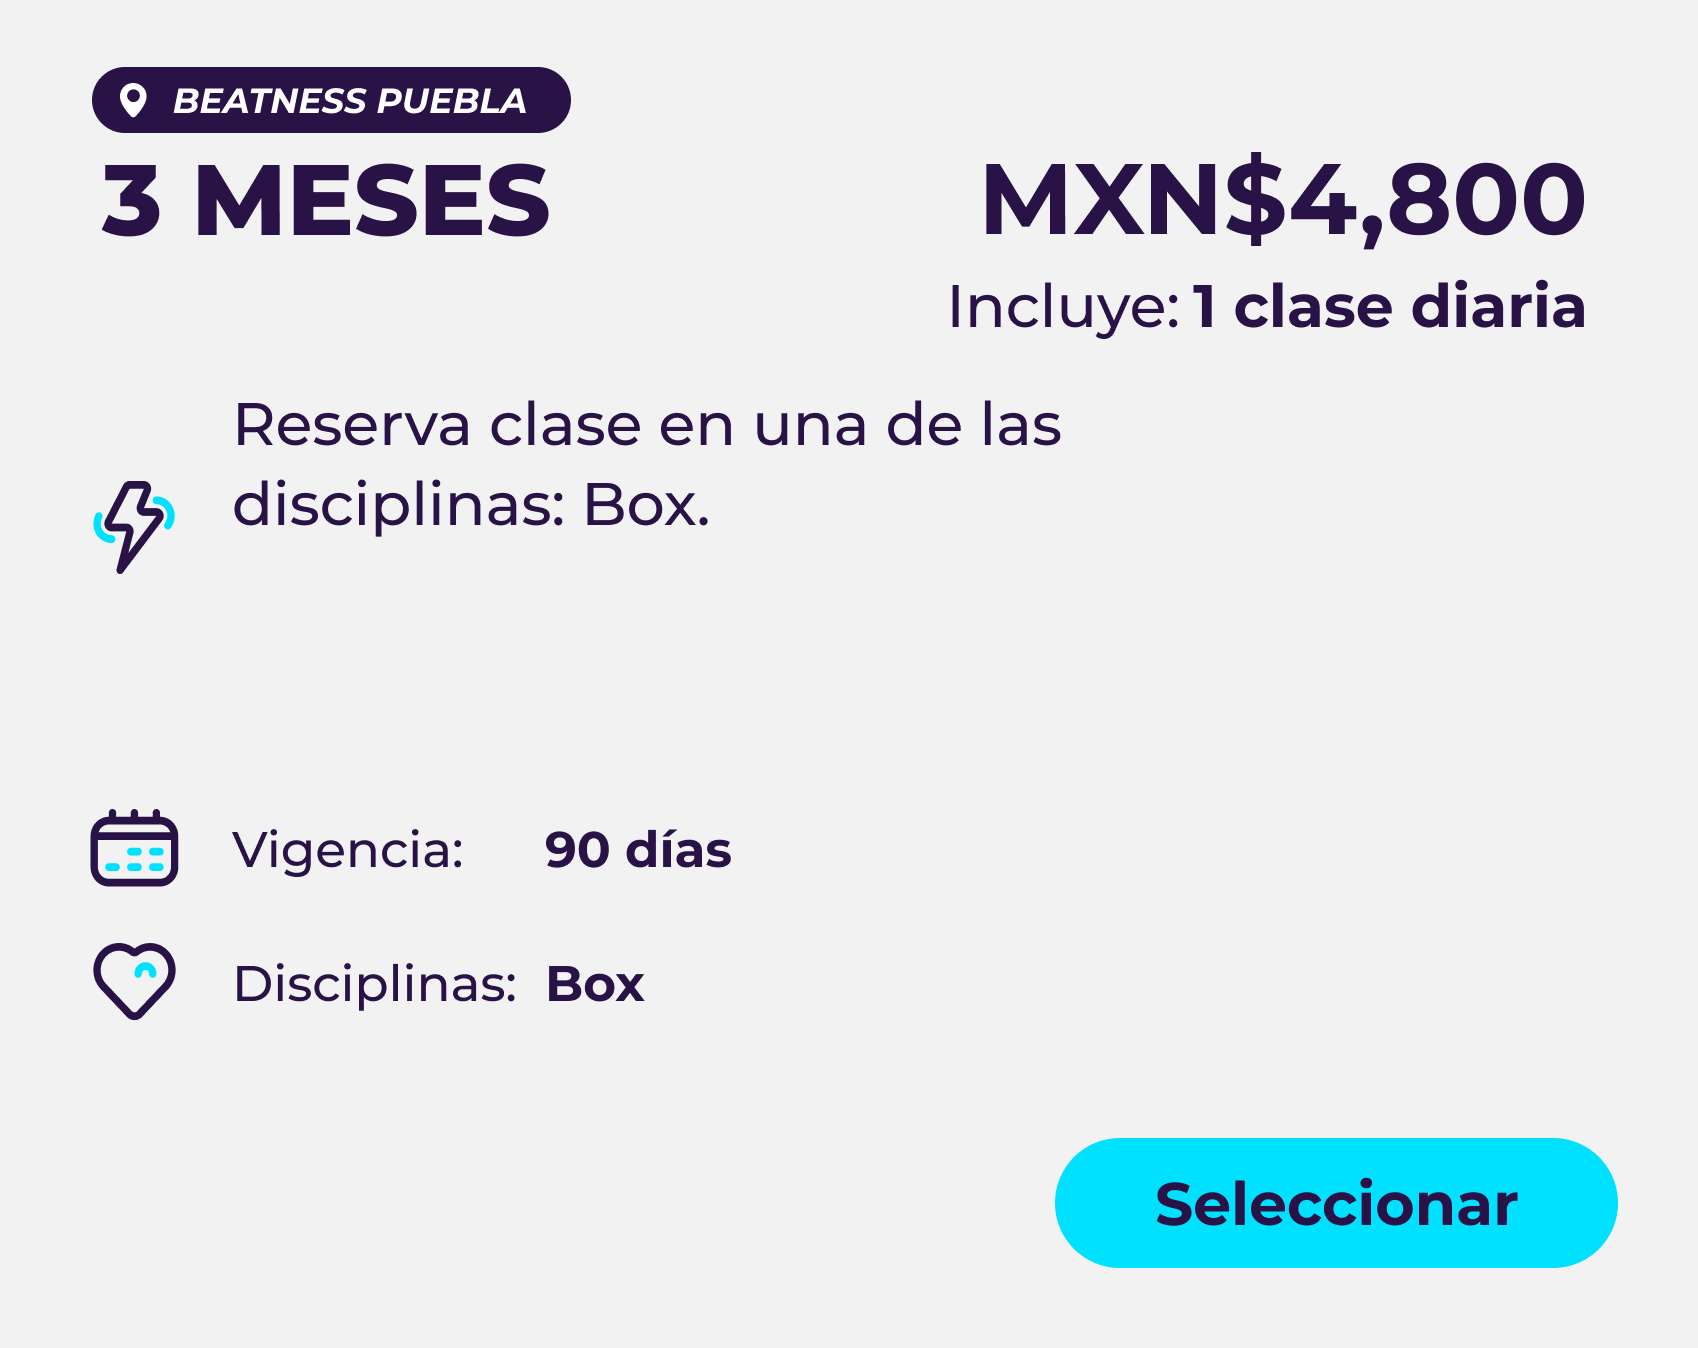 BEATNESS PUEBLA
3 MESES
MXN$4,800
Incluye: 1 clase diaria
Reserva clase en una de las
disciplinas: Box.
Vigencia: 90 días
Disciplinas: Box
Seleccionar